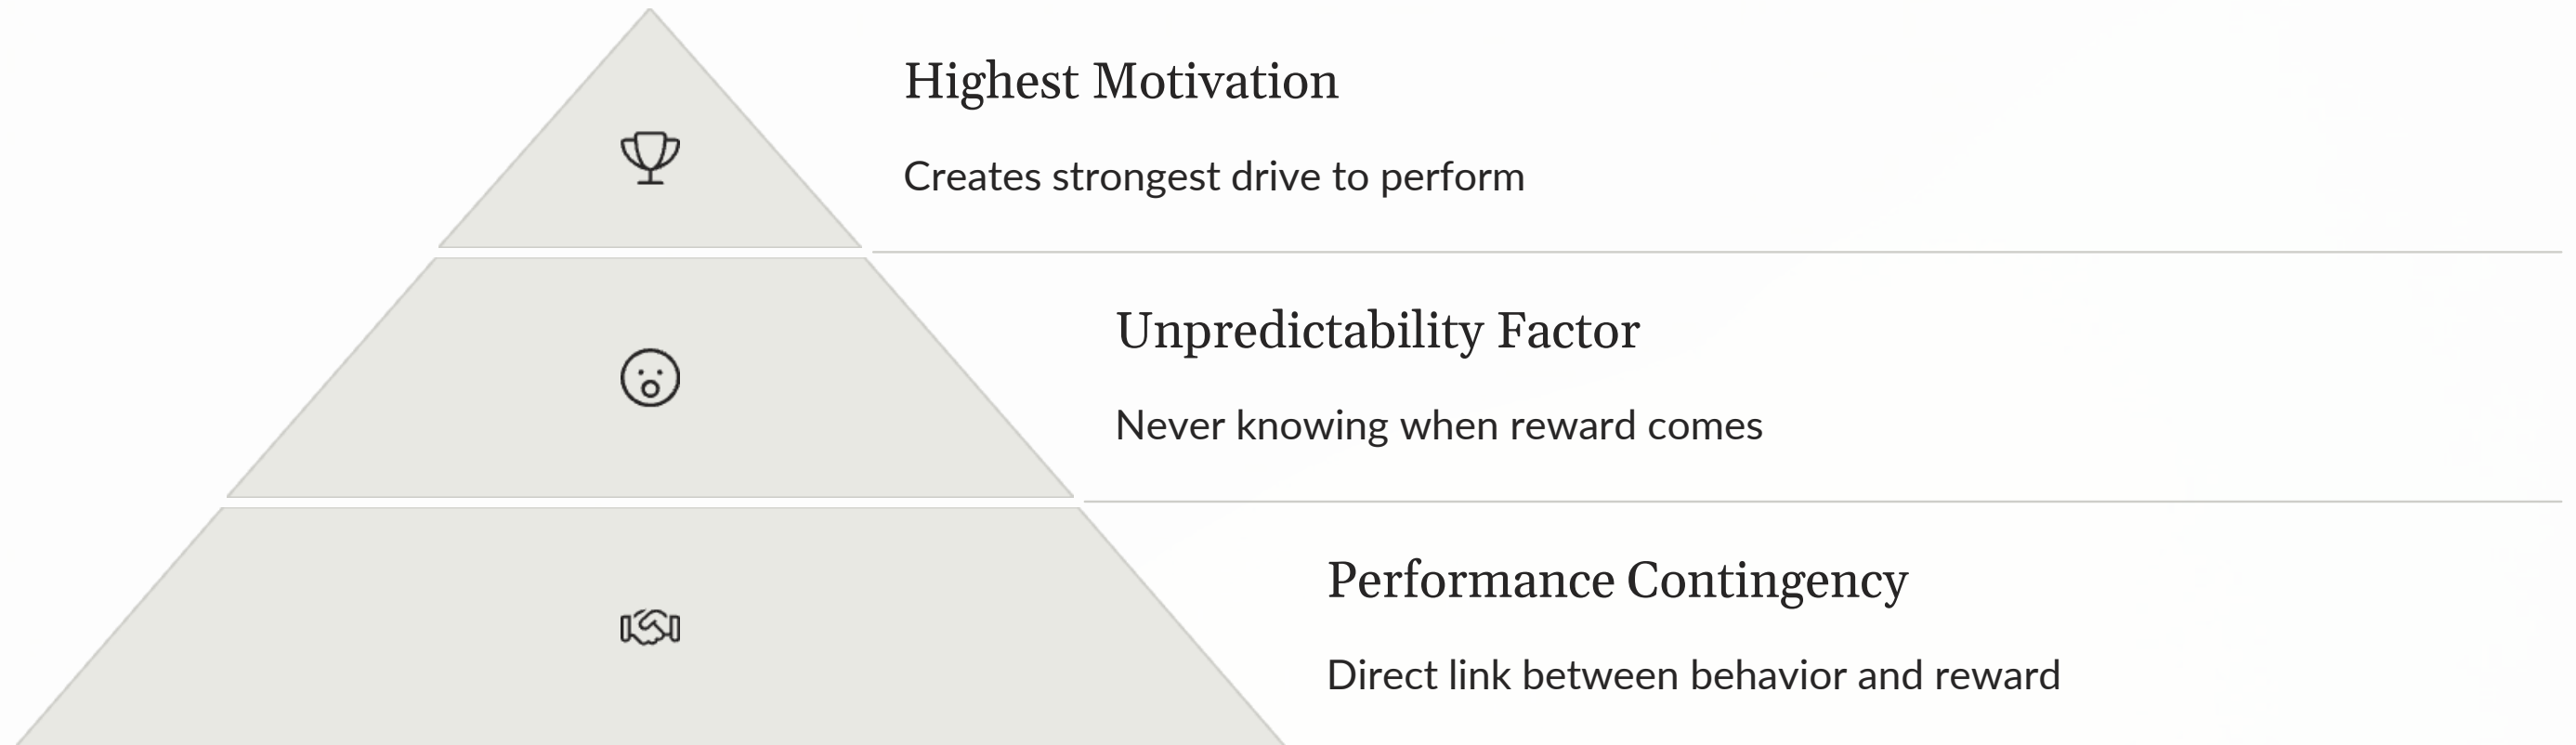 Highest Motivation
Creates strongest drive to perform
Unpredictability Factor
Never knowing when reward comes
Performance Contingency
Direct link between behavior and reward